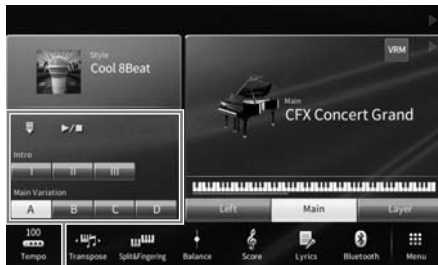 Style
Cool 8Beat
VRM
Main
CFX Concert Grand
Intro
I II III
Main Variation
A B C D
Left Main Layer
100
Tempo Transpose Split&Fingering Balance Score Lyrics Bluetooth Menu